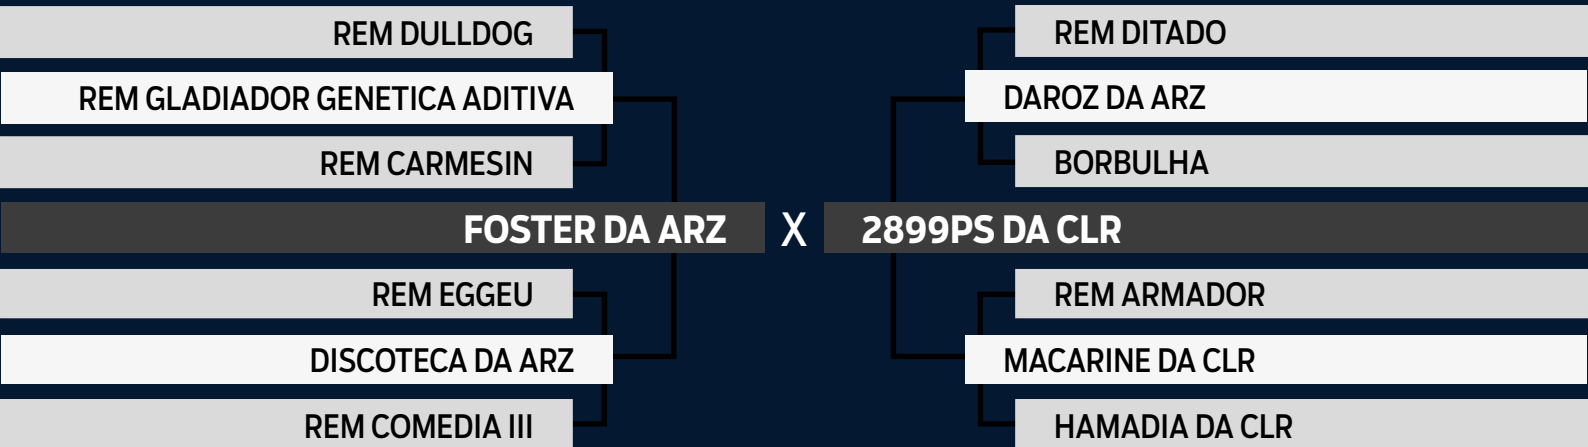 REM DULLDOG
REM GLADIADOR GENETICA ADITIVA
REM CARMESIN
FOSTER DA ARZ X 2899PS DA CLR
REM EGGEU
DISCOTECA DA ARZ
REM COMEDIA III
REM DITADO
DAROZ DA ARZ
BORBULHA
REM ARMADOR
MACARINE DA CLR
HAMADIA DA CLR